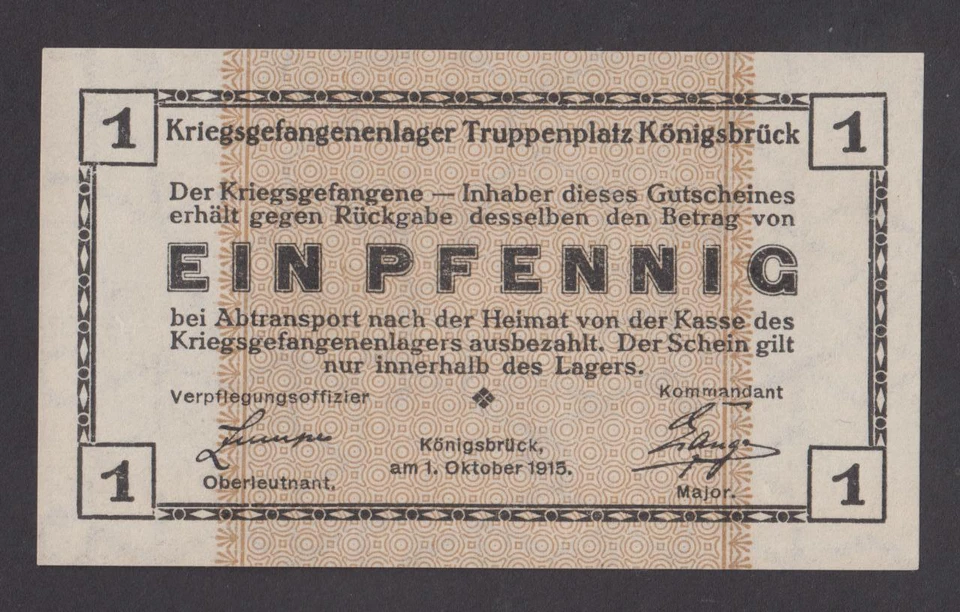 1 1
Kriegsgefangenenlager Truppenplatz Königsbrück
Der Kriegsgefangene — Inhaber dieses Gutscheines
erhält gegen Rückgabe desselben den Betrag von
EIN PFENNIG
bei Abtransport nach der Heimat von der Kasse des
Kriegsgefangenenlagers ausbezahlt. Der Schein gilt
nur innerhalb des Lagers.
Verpflegungsoffizier Kommandant
Königsbrück,
am 1. Oktober 1915.
Oberleutnant. Major.
1 1